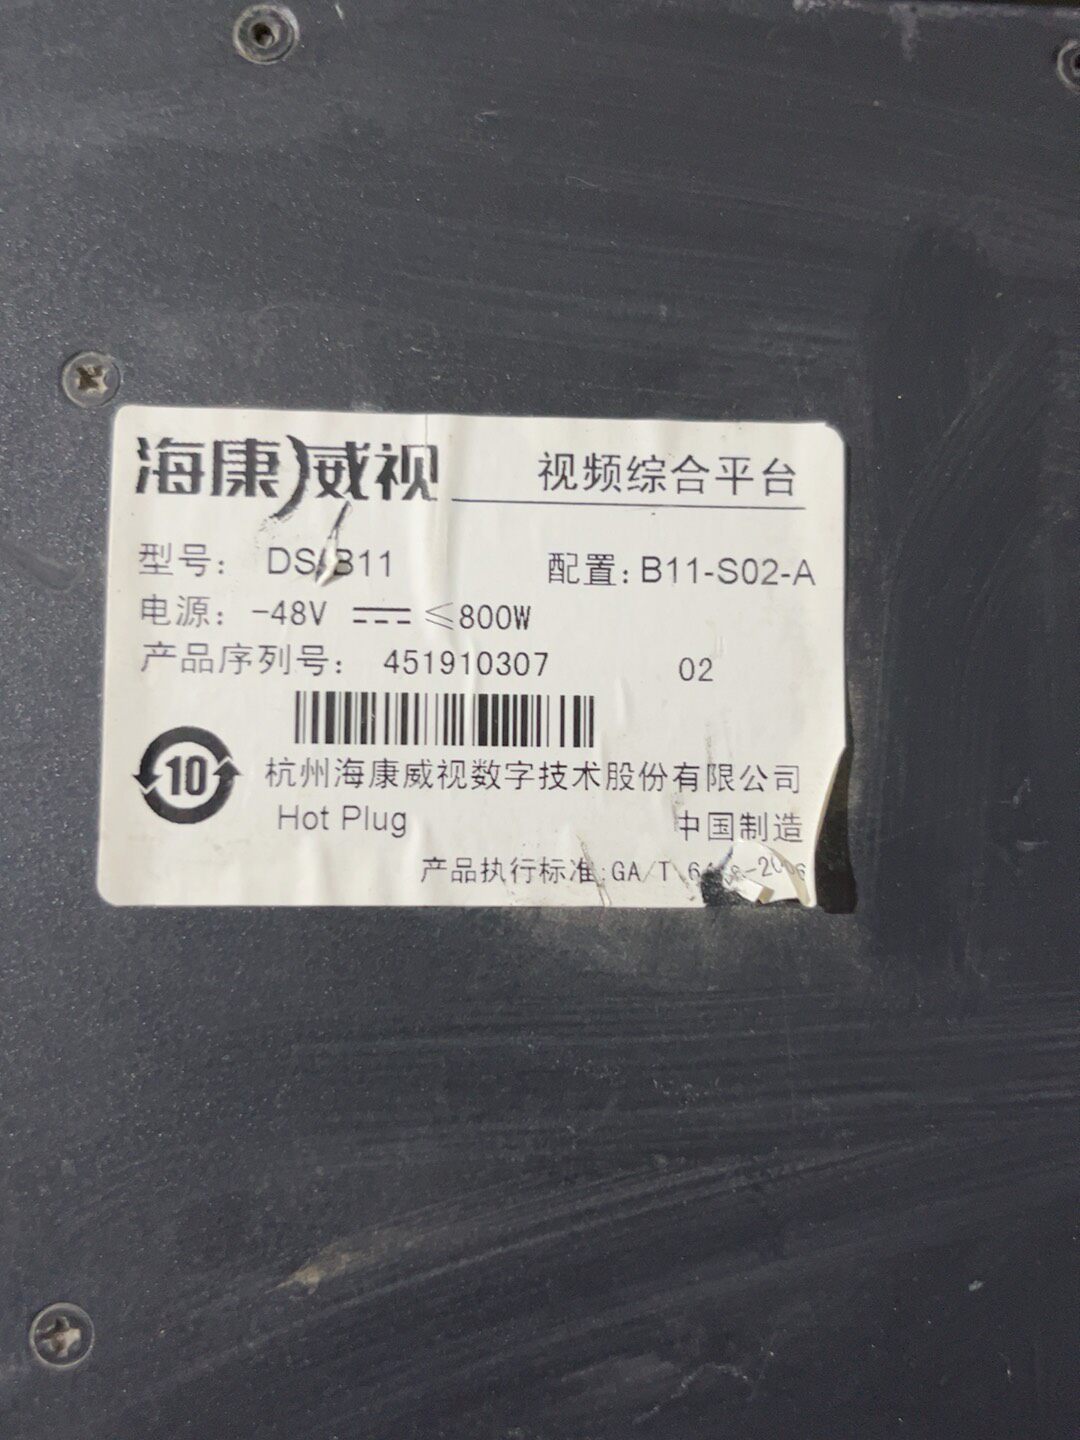 海康威视 视频综合平台
型号: DS-B11 配置: B11-S02-A
电源: -48V ⎓ ≤800W
产品序列号: 451910307 02
10 杭州海康威视数字技术股份有限公司
Hot Plug 中国制造
产品执行标准:GA/T